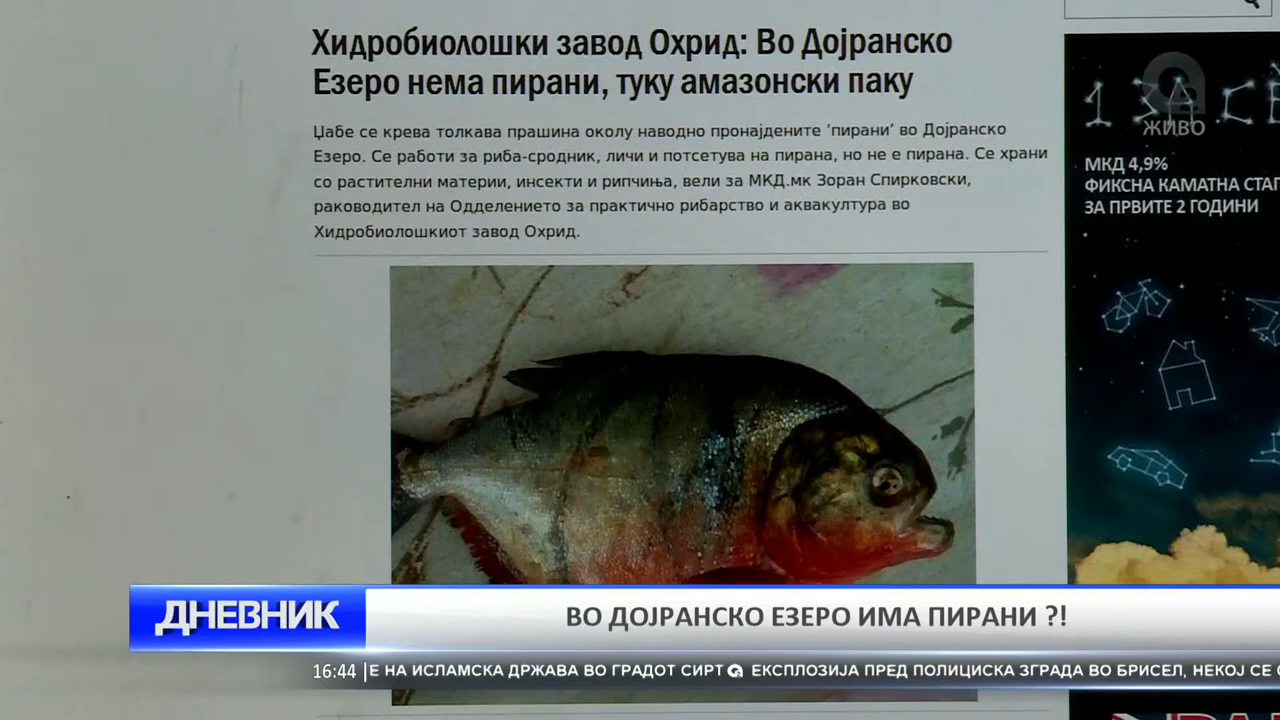 Хидробиолошки завод Охрид: Во Дојранско
Езеро нема пирани, туку амазонски паку
Џабе се крева толкава прашина околу наводно пронајдените 'пирани' во Дојранско
Езеро. Се работи за риба-сродник, личи и потсетува на пирана, но не е пирана. Се храни
со растителни материи, инсекти и рипчиња, вели за МКД.мк Зоран Спирковски,
раководител на Одделението за практично рибарство и аквакултура во
Хидробиолошкиот завод Охрид.
ЖИВО
МКД 4,9%
ФИКСНА КАМАТНА
ЗА ПРВИТЕ 2 ГОДИНИ
ДНЕВНИК
ВО ДОЈРАНСКО ЕЗЕРО ИМА ПИРАНИ ?!
16:44
Е НА ИСЛАМСКА ДРЖАВА ВО ГРАДОТ СИРТ ЕКСПЛОЗИЈА ПРЕД ПОЛИЦИСКА ЗГРАДА ВО БРИСЕЛ, НЕКОЈ СЕ